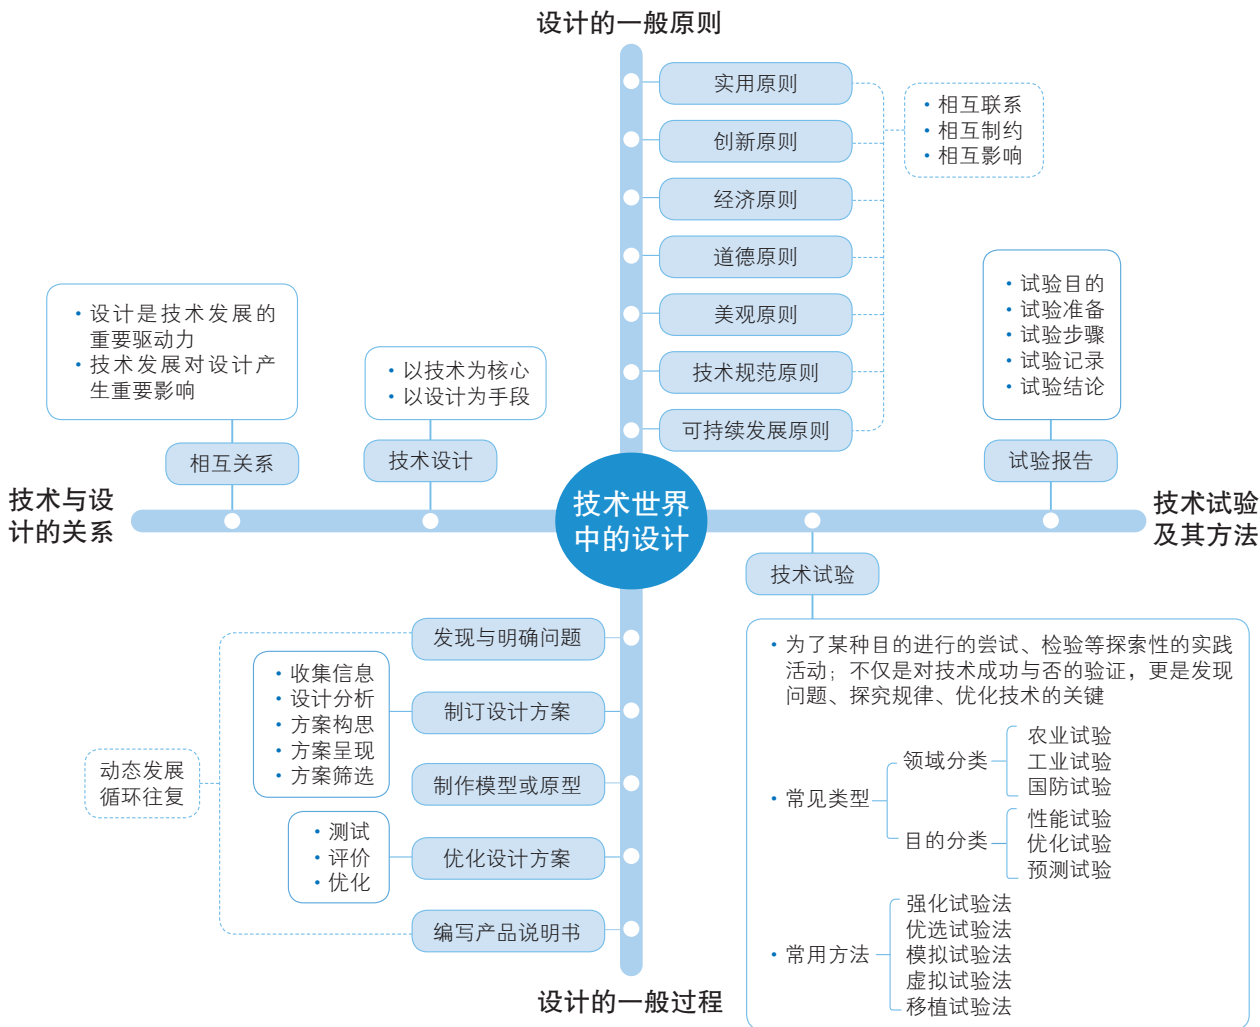 设计的一般原则
实用原则
创新原则
经济原则
道德原则
美观原则
技术规范原则
可持续发展原则
• 相互联系
• 相互制约
• 相互影响
• 设计是技术发展的
重要驱动力
• 技术发展对设计产
生重要影响
相互关系
• 以技术为核心
• 以设计为手段
技术设计
技术与设
计的关系
技术世界
中的设计
• 试验目的
• 试验准备
• 试验步骤
• 试验记录
• 试验结论
试验报告
技术试验
及其方法
技术试验
• 为了某种目的进行的尝试、检验等探索性的实践
活动；不仅是对技术成功与否的验证，更是发现
问题、探究规律、优化技术的关键
• 常见类型
领域分类
农业试验
工业试验
国防试验
目的分类
性能试验
优化试验
预测试验
• 常用方法
强化试验法
优选试验法
模拟试验法
虚拟试验法
移植试验法
发现与明确问题
制订设计方案
• 收集信息
• 设计分析
• 方案构思
• 方案呈现
• 方案筛选
制作模型或原型
优化设计方案
• 测试
• 评价
• 优化
编写产品说明书
动态发展
循环往复
设计的一般过程